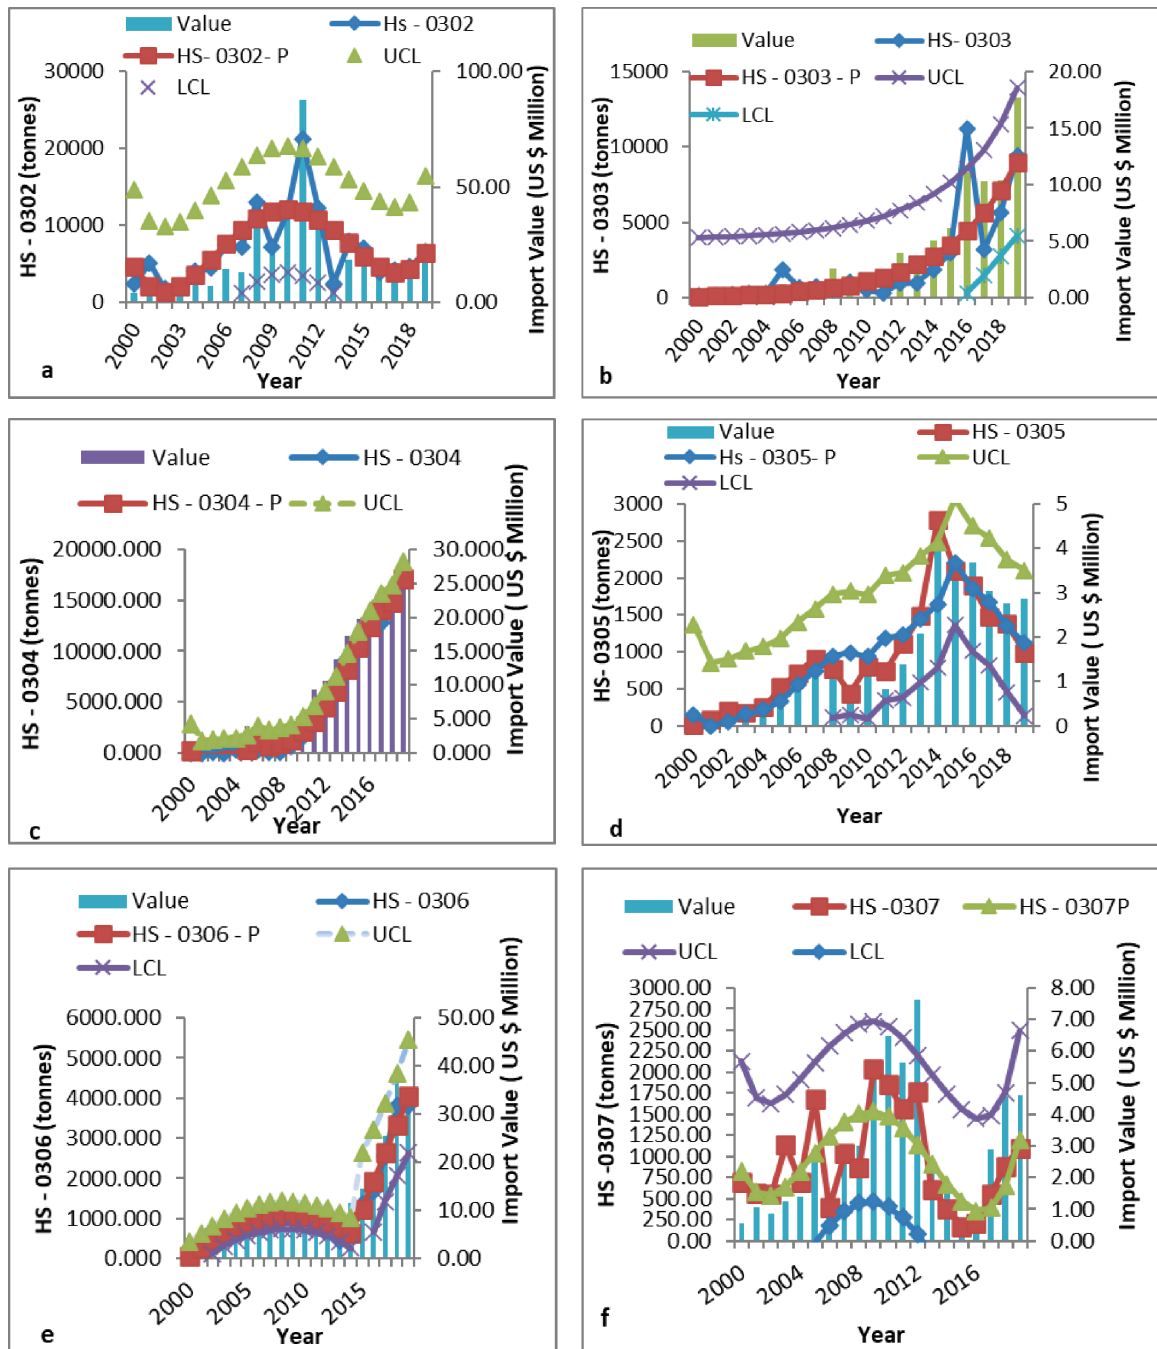 Value Hs - 0302
HS- 0302- P UCL
LCL
30000
20000
10000
0
100.00
50.00
0.00
HS - 0302 (tonnes)
Import Value (US $ Million)
2000 2003 2006 2009 2012 2015 2018
a Year
Value HS- 0303
HS - 0303 - P UCL
LCL
15000
10000
5000
0
20.00
15.00
10.00
5.00
0.00
HS - 0303 (tonnes)
Import Value (US $ Million)
2000 2002 2004 2006 2008 2010 2012 2014 2016 2018
b Year
Value HS - 0304
HS - 0304 - P UCL
20000.000
15000.000
10000.000
5000.000
0.000
30.000
25.000
20.000
15.000
10.000
5.000
0.000
HS - 0304 (tonnes)
Import Value ( US $ Million)
2000 2004 2008 2012 2016
Year
c
Value HS - 0305
Hs - 0305- P UCL
LCL
3000
2500
2000
1500
1000
500
0
5
4
3
2
1
0
HS- 0305 (tonnes)
Import Value ( US $ Million)
2000 2002 2004 2006 2008 2010 2012 2014 2016 2018
Year
d
Value HS - 0306
HS - 0306 - P UCL
LCL
6000.000
5000.000
4000.000
3000.000
2000.000
1000.000
0.000
50.00
40.00
30.00
20.00
10.00
0.00
HS - 0306 (tonnes)
Import Value ( US $ Million)
2000 2005 2010 2015
e Year
Value HS -0307 HS - 0307P
UCL LCL
3000.00
2750.00
2500.00
2250.00
2000.00
1750.00
1500.00
1250.00
1000.00
750.00
500.00
250.00
0.00
8.00
7.00
6.00
5.00
4.00
3.00
2.00
1.00
0.00
HS -0307 (tonnes)
Import Value ( US $ Million)
2000 2004 2008 2012 2016
f Year